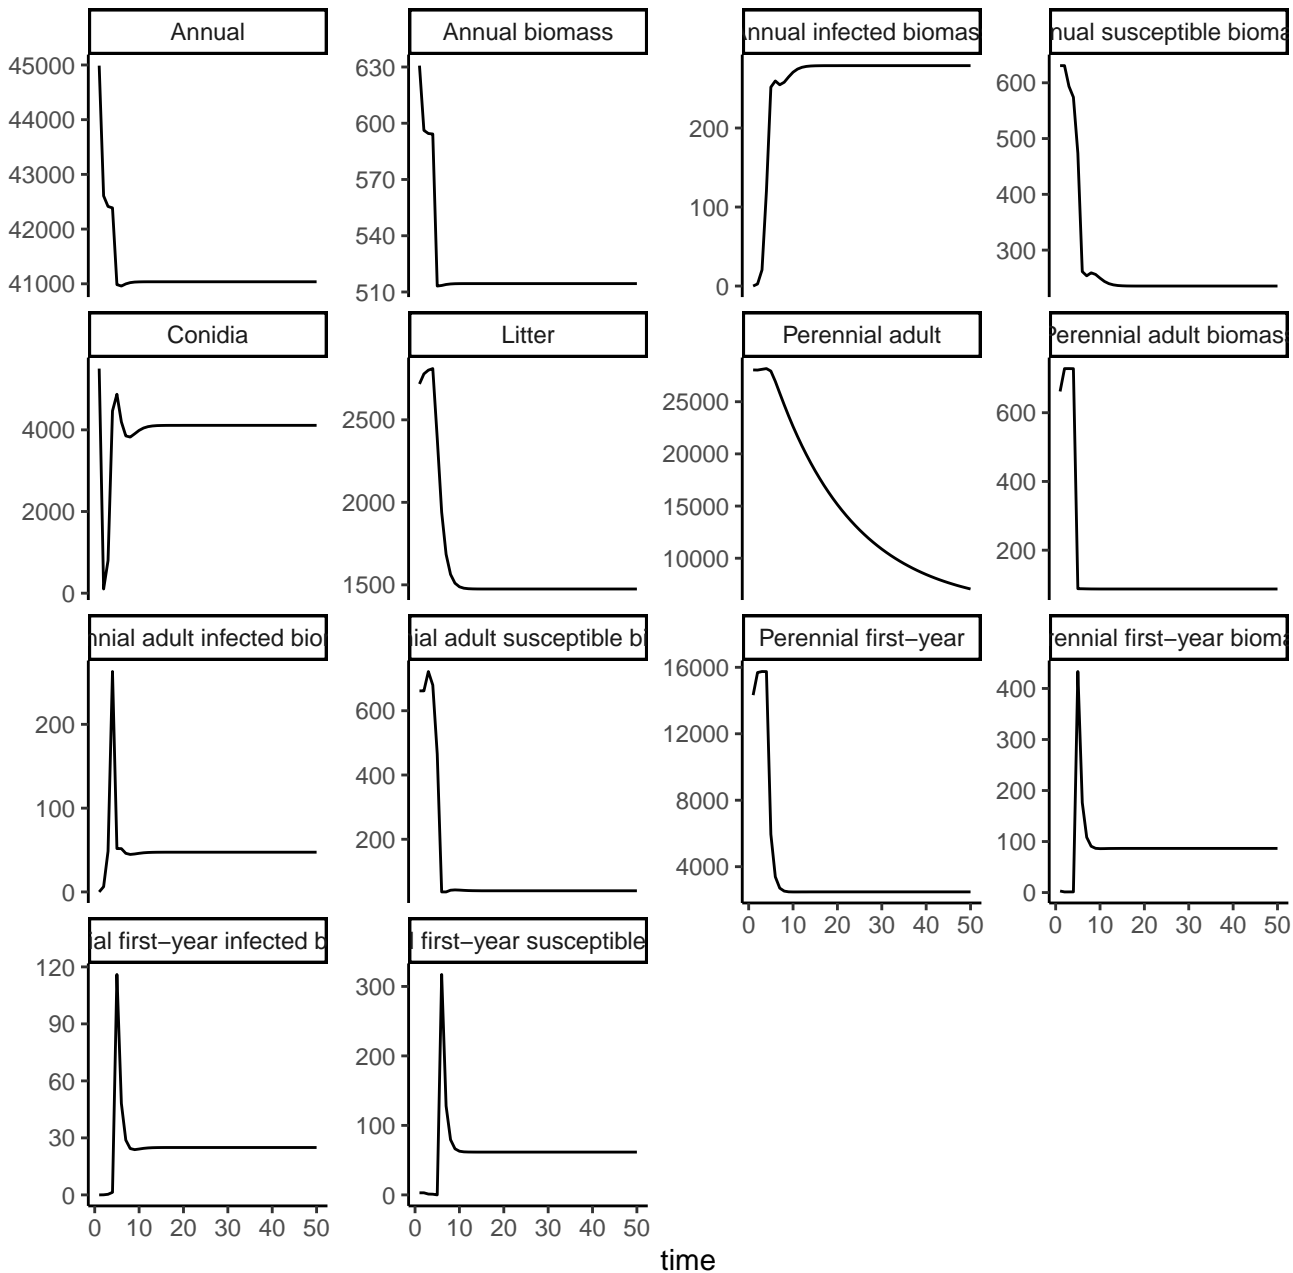 Annual
Annual biomass
nnual infected biomas
nual susceptible bioma
45000
44000
43000
42000
41000
630
600
570
540
510
200
100
0
600
500
400
300
Conidia
Litter
Perennial adult
Perennial adult biomass
4000
2000
0
2500
2000
1500
25000
20000
15000
10000
600
400
200
nnial adult infected bio
ial adult susceptible bi
Perennial first−year
rennial first−year bioma
200
100
0
600
400
200
16000
12000
8000
4000
400
300
200
100
0
0 10 20 30 40 50
0 10 20 30 40 50
ial first−year infected b
l first−year susceptible
120
90
60
30
0
300
200
100
0
0 10 20 30 40 50
0 10 20 30 40 50
time